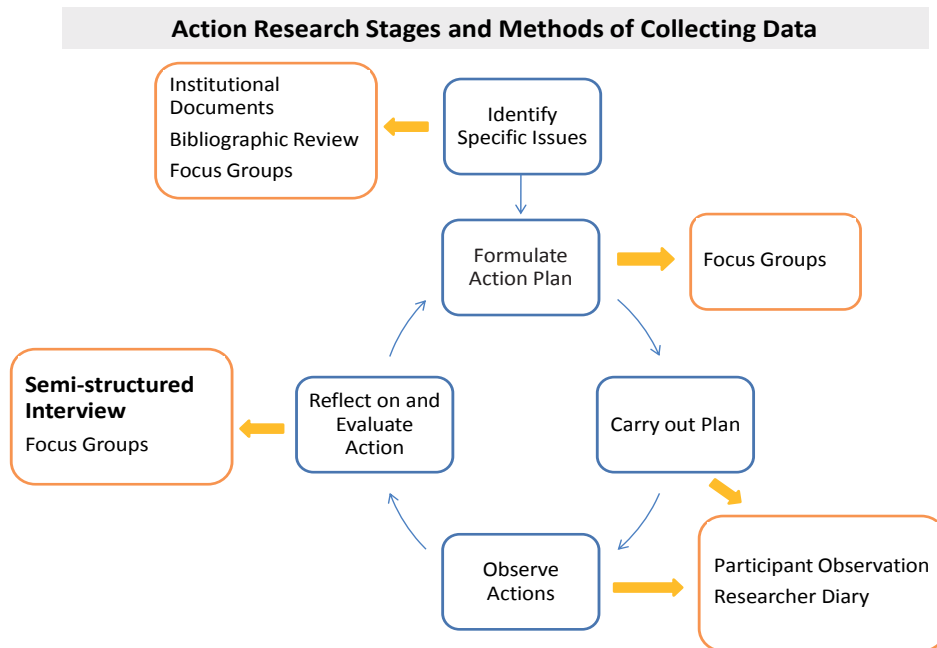 Action Research Stages and Methods of Collecting Data
Institutional
Documents
Bibliographic Review
Focus Groups
Identify
Specific Issues
Formulate
Action Plan
Focus Groups
Semi-structured
Interview
Focus Groups
Reflect on and
Evaluate
Action
Carry out Plan
Observe
Actions
Participant Observation
Researcher Diary